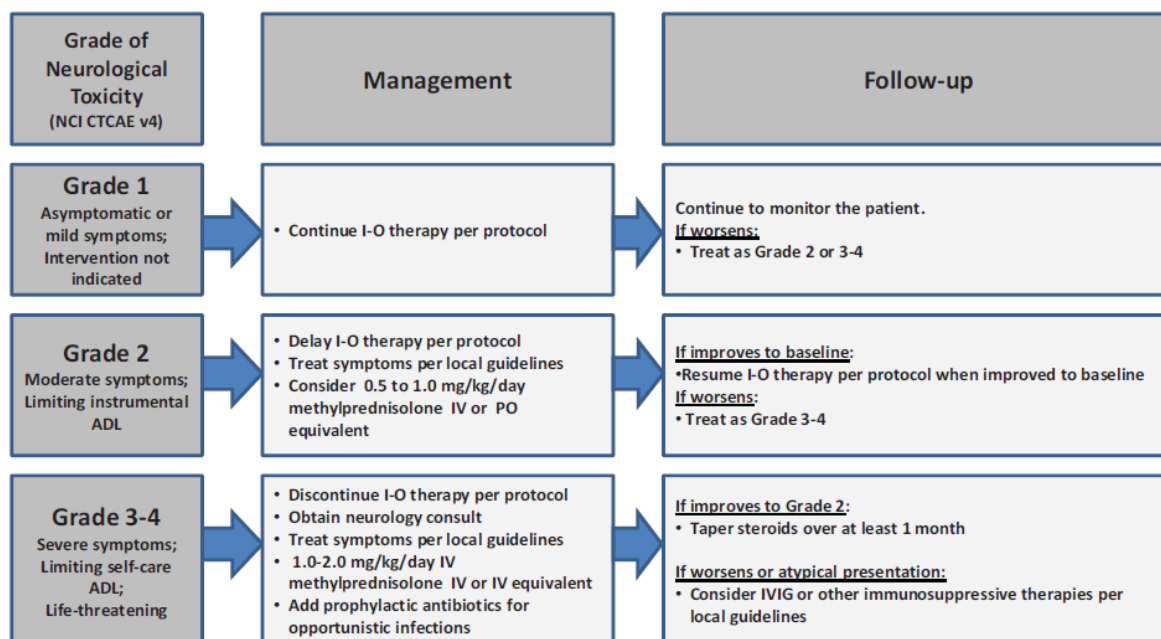 Grade of
Neurological
Toxicity
(NCI CTCAE v4)
Management
Follow-up
Grade 1
Asymptomatic or
mild symptoms;
Intervention not
indicated
• Continue I-O therapy per protocol
Continue to monitor the patient.
If worsens:
• Treat as Grade 2 or 3-4
Grade 2
Moderate symptoms;
Limiting instrumental
ADL
• Delay I-O therapy per protocol
• Treat symptoms per local guidelines
• Consider 0.5 to 1.0 mg/kg/day
methylprednisolone IV or PO
equivalent
If improves to baseline:
•Resume I-O therapy per protocol when improved to baseline
If worsens:
• Treat as Grade 3-4
Grade 3-4
Severe symptoms;
Limiting self-care
ADL;
Life-threatening
• Discontinue I-O therapy per protocol
• Obtain neurology consult
• Treat symptoms per local guidelines
• 1.0-2.0 mg/kg/day IV
methylprednisolone IV or IV equivalent
• Add prophylactic antibiotics for
opportunistic infections
If improves to Grade 2:
• Taper steroids over at least 1 month
If worsens or atypical presentation:
• Consider IVIG or other immunosuppressive therapies per
local guidelines